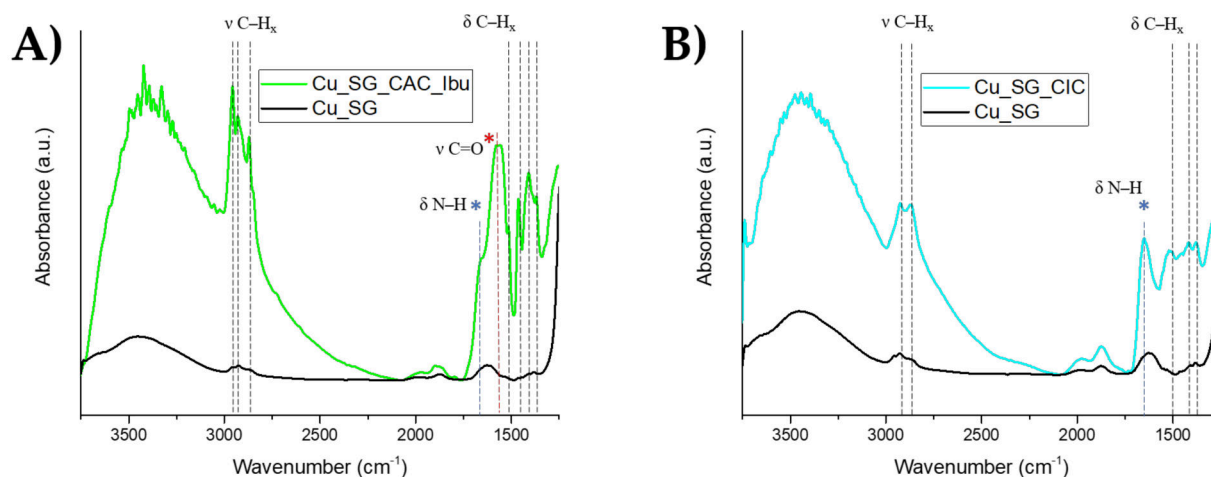 A)
ν C–Hₓ
δ C–Hₓ
Cu_SG_CAC_Ibu
Cu_SG
ν C=O *
δ N–H *
Absorbance (a.u.)
3500 3000 2500 2000 1500
Wavenumber (cm⁻¹)
B)
ν C–Hₓ
δ C–Hₓ
Cu_SG_CIC
Cu_SG
δ N–H *
Absorbance (a.u.)
3500 3000 2500 2000 1500
Wavenumber (cm⁻¹)